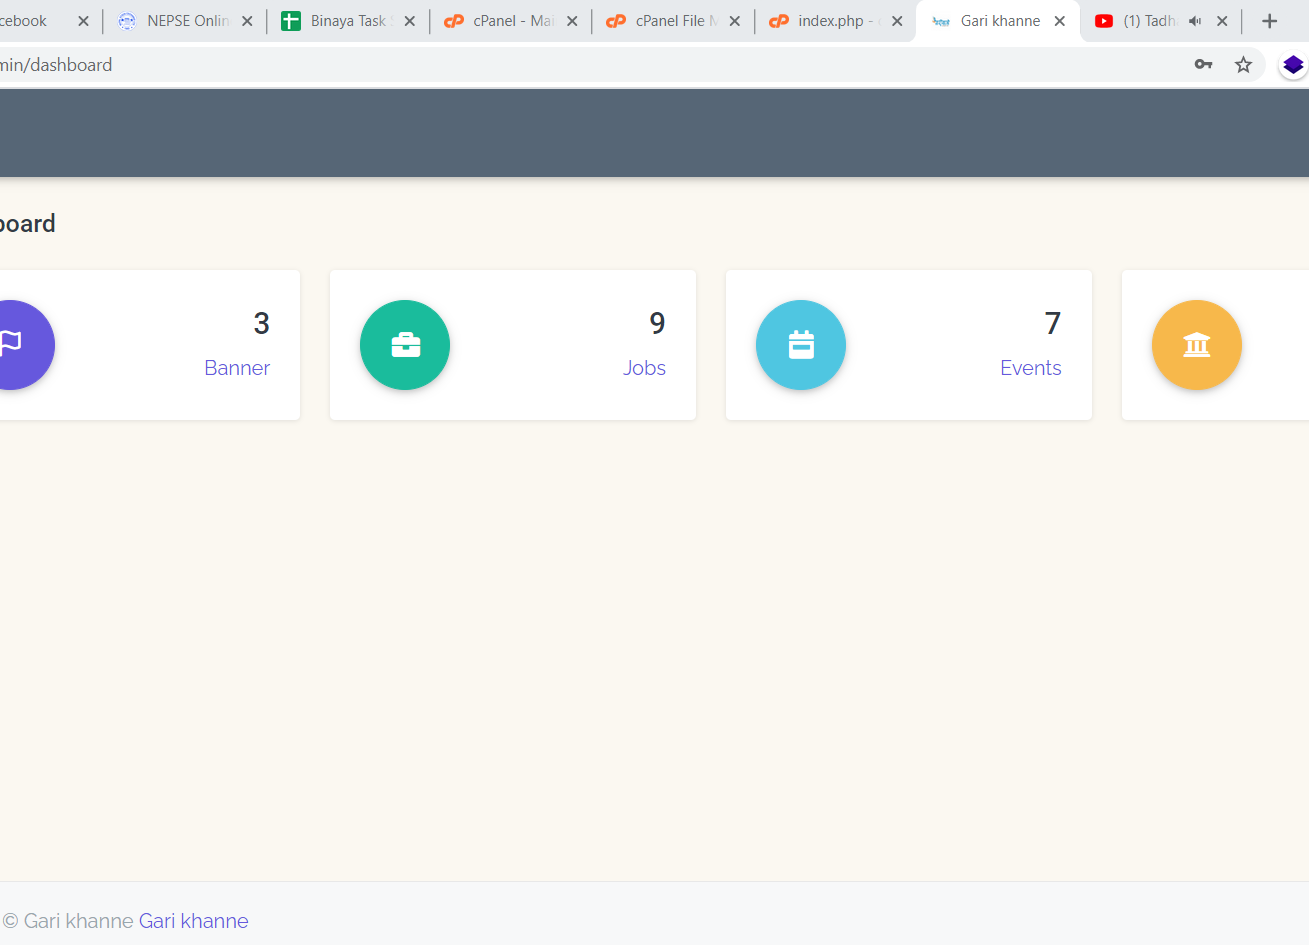 cebook NEPSE Onlin Binaya Task cPanel - Mai cPanel File M index.php - Gari khanne (1) Tadh
min/dashboard
board
3 9 7
Banner Jobs Events
© Gari khanne Gari khanne